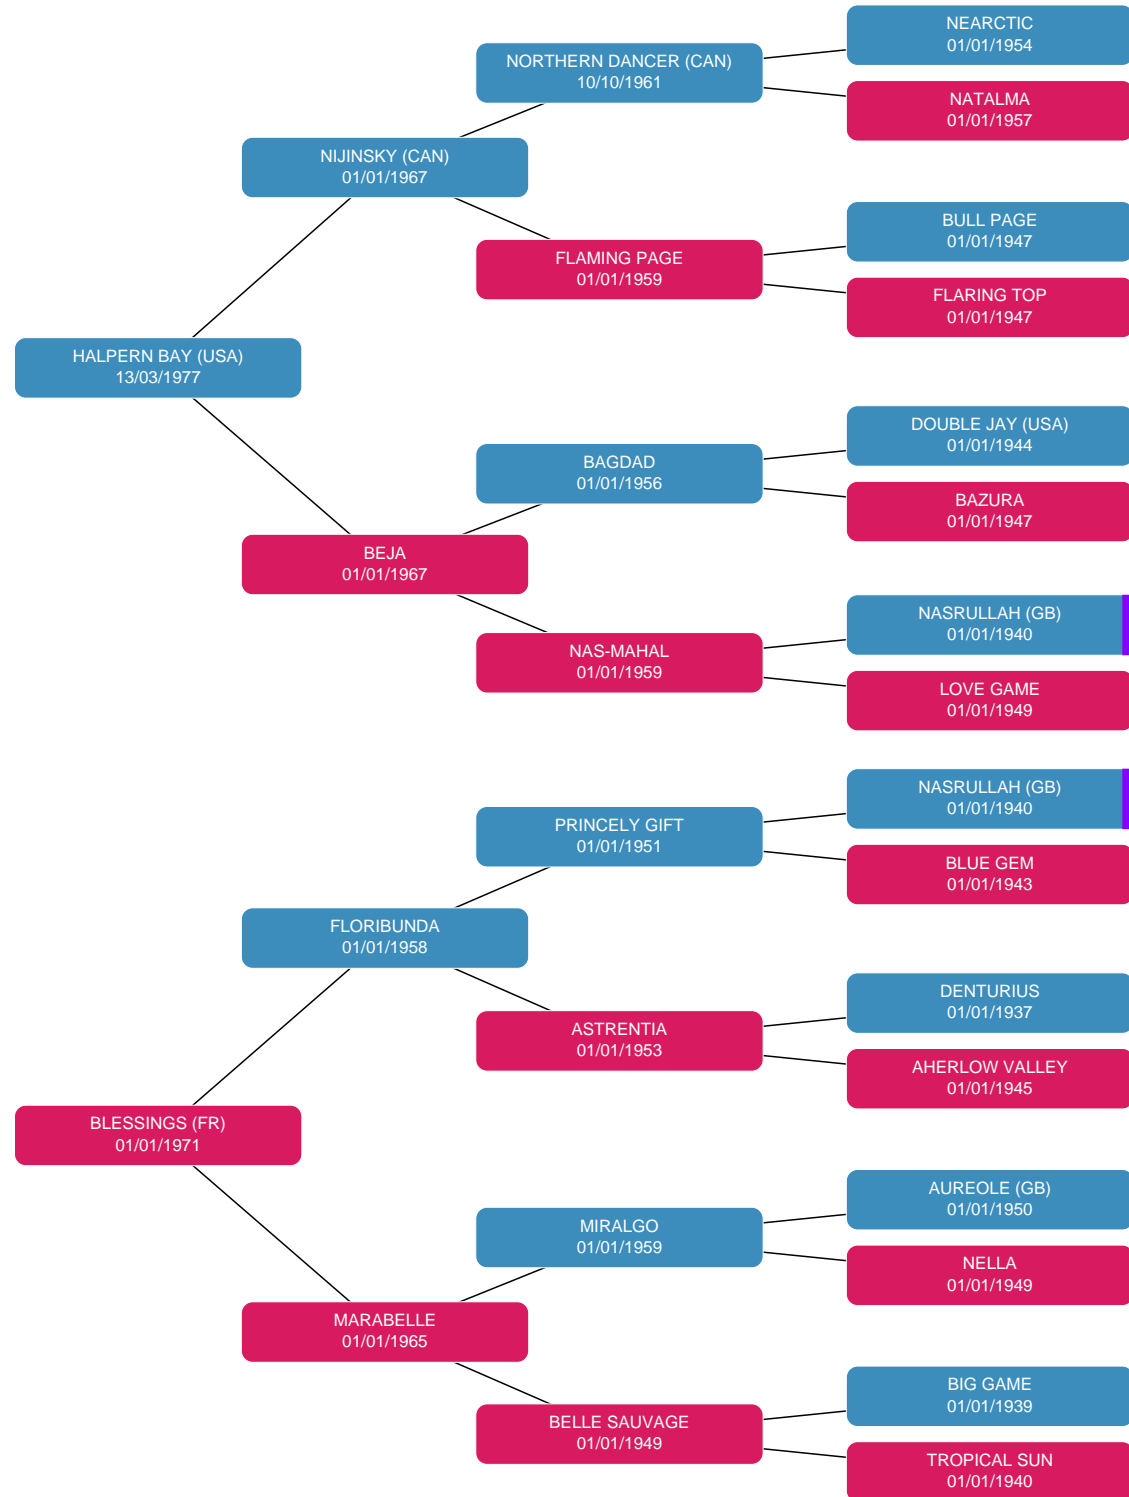 NEARCTIC
01/01/1954
NORTHERN DANCER (CAN)
10/10/1961
NATALMA
01/01/1957
NIJINSKY (CAN)
01/01/1967
BULL PAGE
01/01/1947
FLAMING PAGE
01/01/1959
FLARING TOP
01/01/1947
HALPERN BAY (USA)
13/03/1977
DOUBLE JAY (USA)
01/01/1944
BAGDAD
01/01/1956
BAZURA
01/01/1947
BEJA
01/01/1967
NASRULLAH (GB)
01/01/1940
NAS-MAHAL
01/01/1959
LOVE GAME
01/01/1949
NASRULLAH (GB)
01/01/1940
PRINCELY GIFT
01/01/1951
BLUE GEM
01/01/1943
FLORIBUNDA
01/01/1958
DENTURIUS
01/01/1937
ASTRENTIA
01/01/1953
AHERLOW VALLEY
01/01/1945
BLESSINGS (FR)
01/01/1971
AUREOLE (GB)
01/01/1950
MIRALGO
01/01/1959
NELLA
01/01/1949
MARABELLE
01/01/1965
BIG GAME
01/01/1939
BELLE SAUVAGE
01/01/1949
TROPICAL SUN
01/01/1940